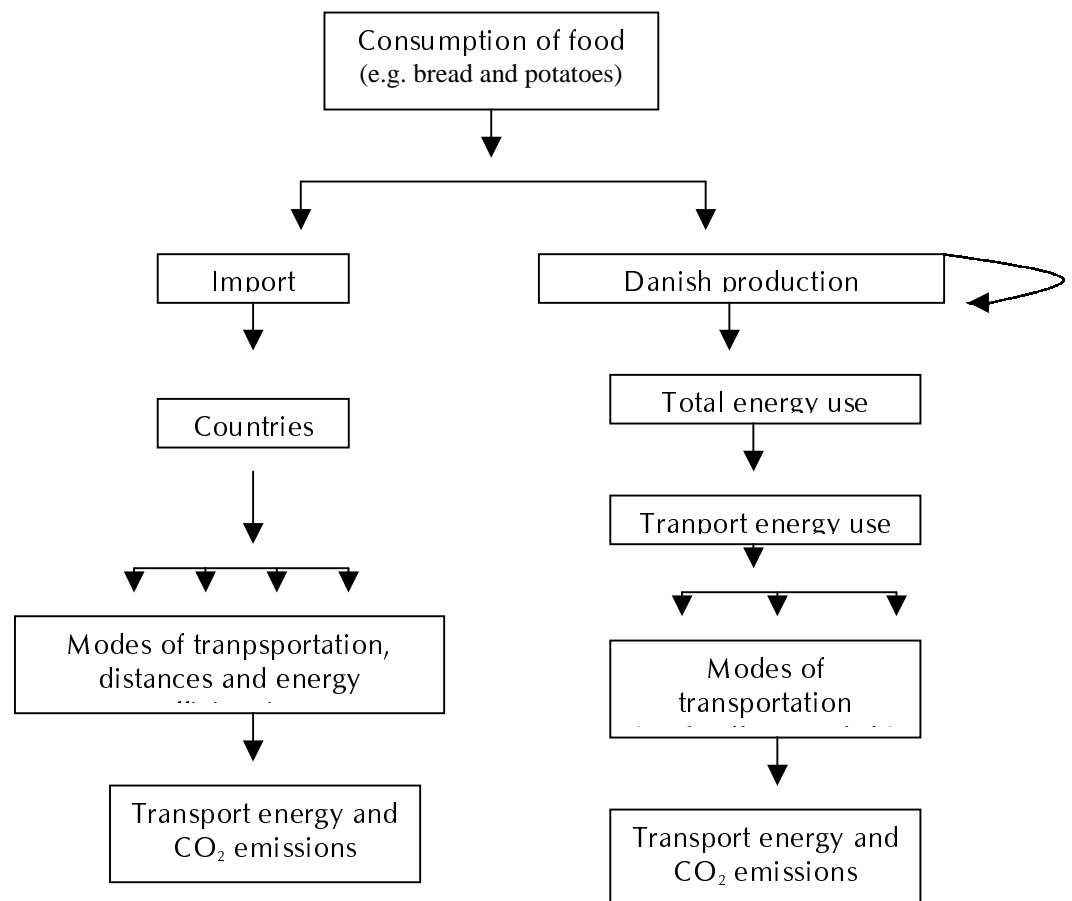 Consumption of food
(e.g. bread and potatoes)
Import
Danish production
Countries
Total energy use
Tranport energy use
Modes of tranpsportation,
distances and energy
Modes of
transportation
Transport energy and
CO₂ emissions
Transport energy and
CO₂ emissions